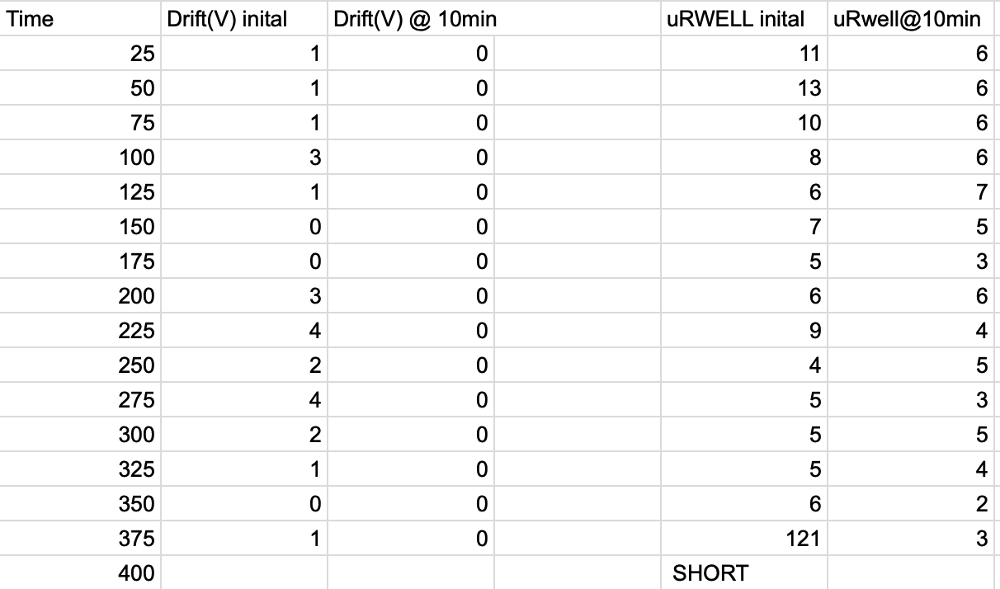 Time Drift(V) inital Drift(V) @ 10min uRWELL inital uRwell@10min
25 1 0 11 6
50 1 0 13 6
75 1 0 10 6
100 3 0 8 6
125 1 0 6 7
150 0 0 7 5
175 0 0 5 3
200 3 0 6 6
225 4 0 9 4
250 2 0 4 5
275 4 0 5 3
300 2 0 5 5
325 1 0 5 4
350 0 0 6 2
375 1 0 121 3
400 SHORT